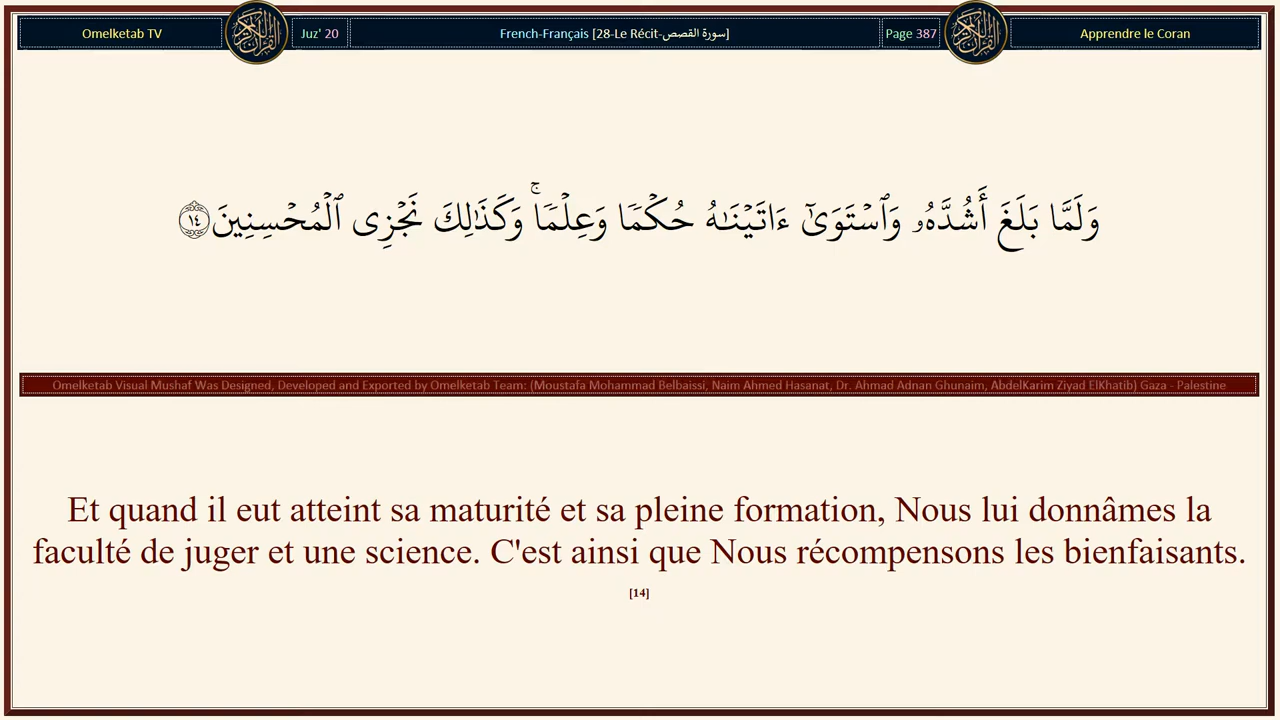 Omelketab TV
Juz' 20
French-Français [28-Le Récit-سورة القصص]
Page 387
Apprendre le Coran
وَلَمَّا بَلَغَ أَشُدَّهُۥ وَٱسۡتَوَىٰٓ ءَاتَيۡنَٰهُ حُكۡمٗا وَعِلۡمٗاۚ وَكَذَٰلِكَ نَجۡزِي ٱلۡمُحۡسِنِينَ ١٤
Omelketab Visual Mushaf Was Designed, Developed and Exported by Omelketab Team: (Moustafa Mohammad Belbaissi, Naim Ahmed Hasanat, Dr. Ahmad Adnan Ghunaim, AbdelKarim Ziyad ElKhatib) Gaza - Palestine
Et quand il eut atteint sa maturité et sa pleine formation, Nous lui donnâmes la
faculté de juger et une science. C'est ainsi que Nous récompensons les bienfaisants.
[14]